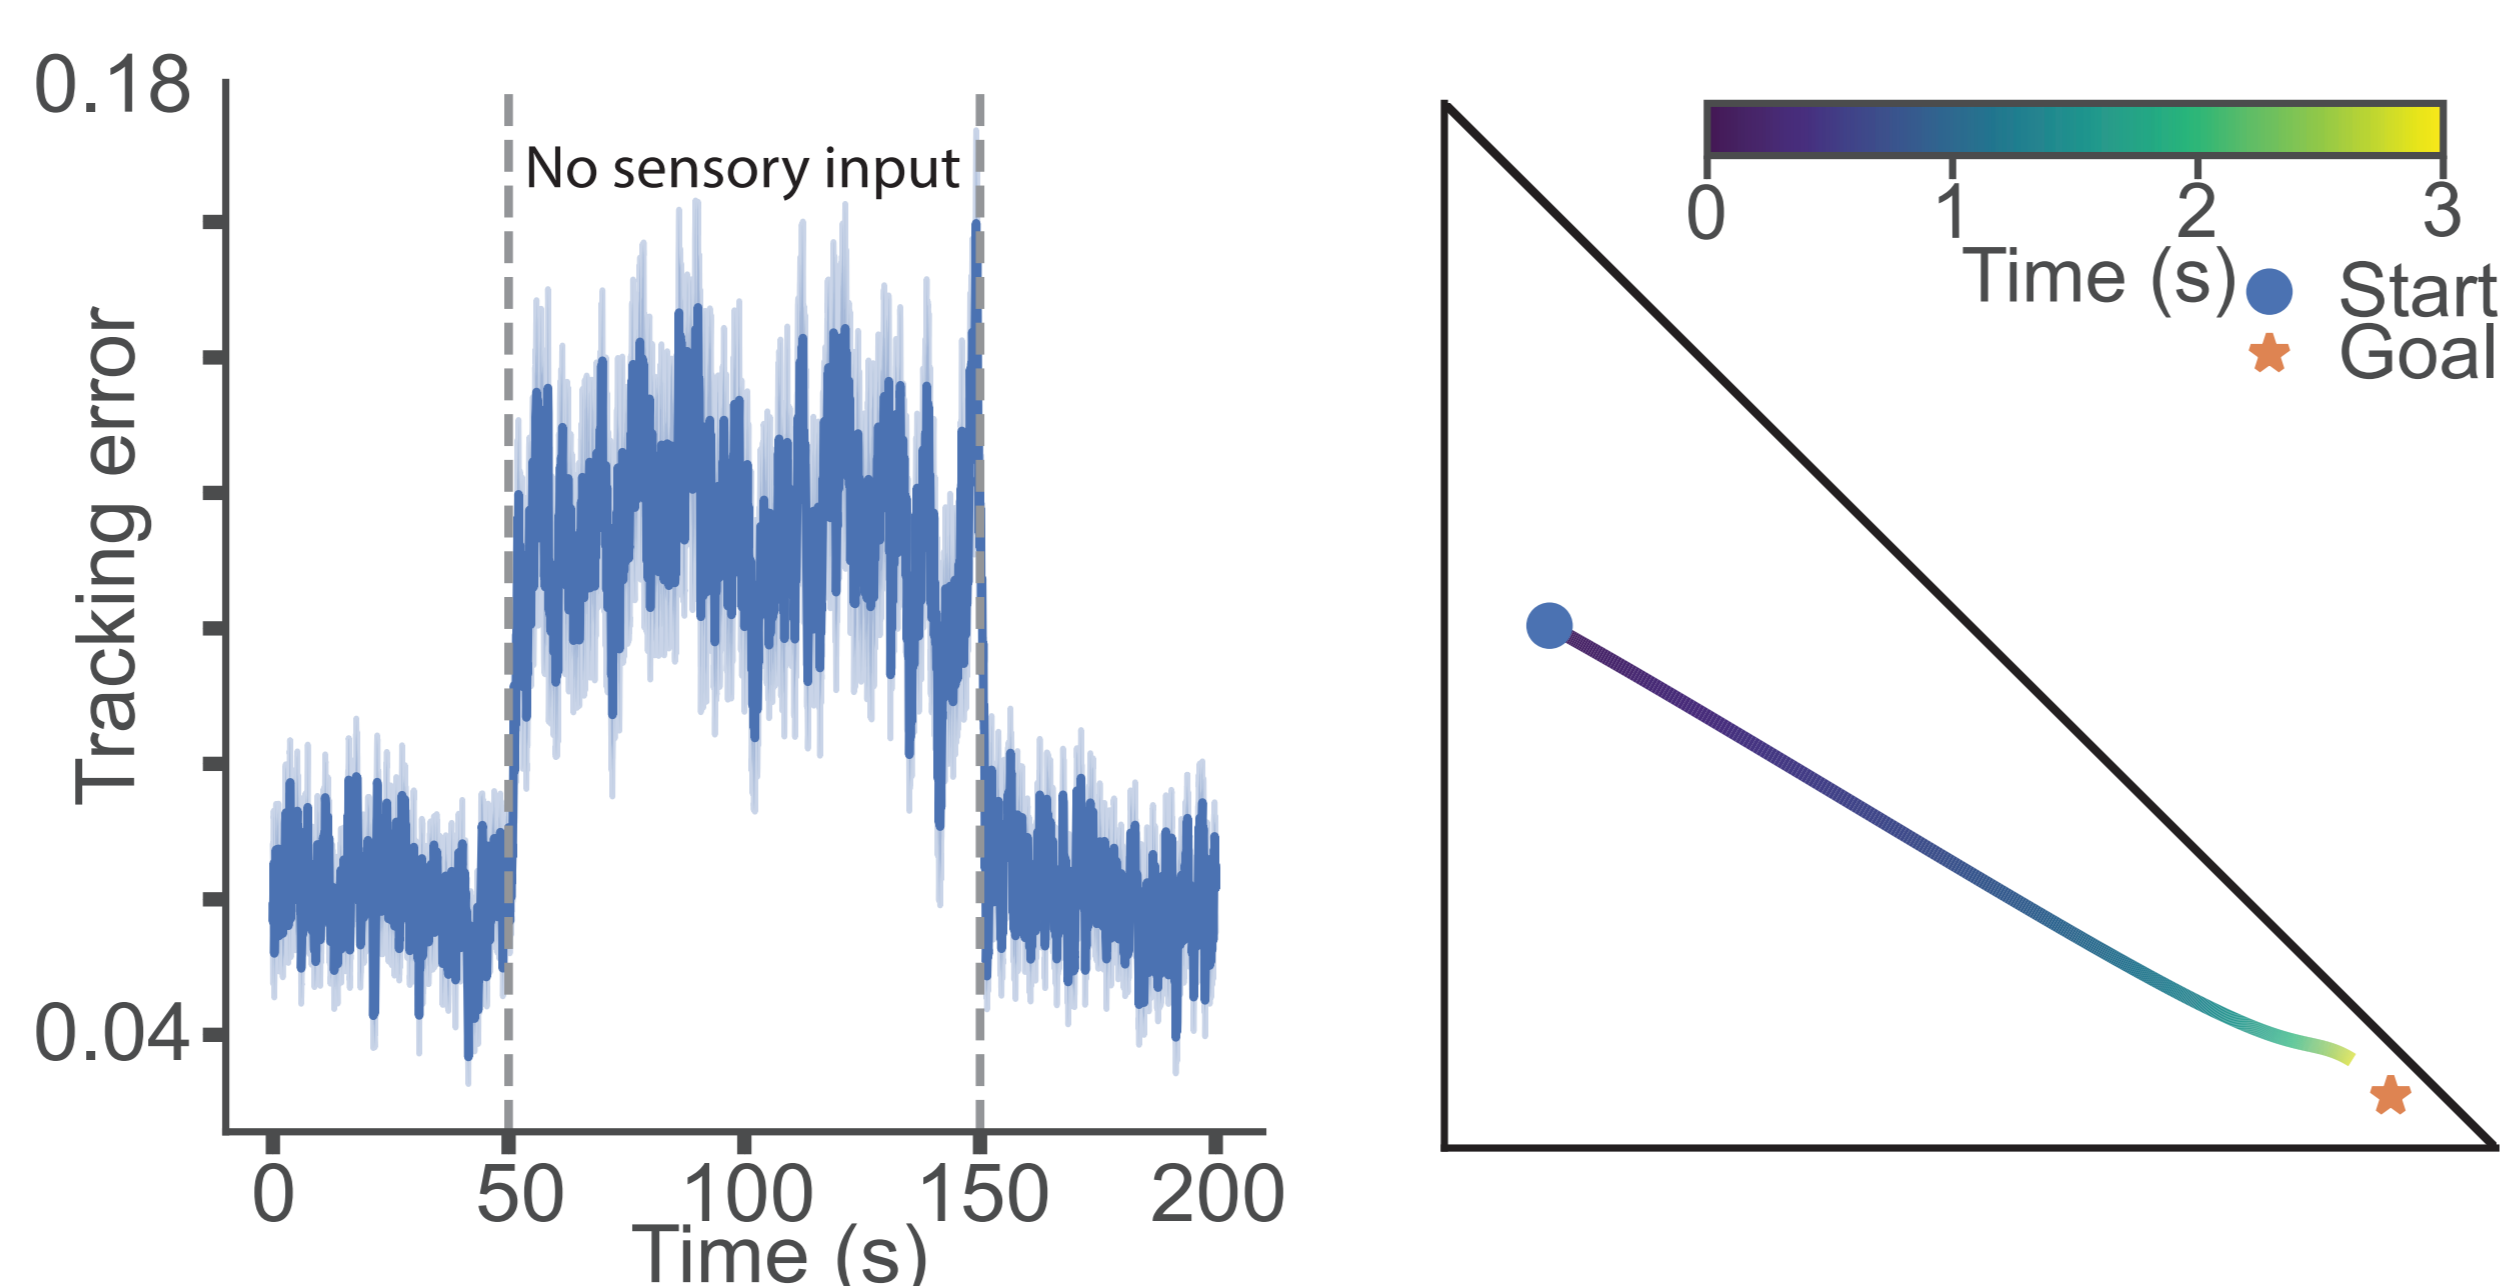 0.18
No sensory input
Tracking error
0.04
0 50 100 150 200
Time (s)
0 1 2 3
Time (s)
Start
Goal